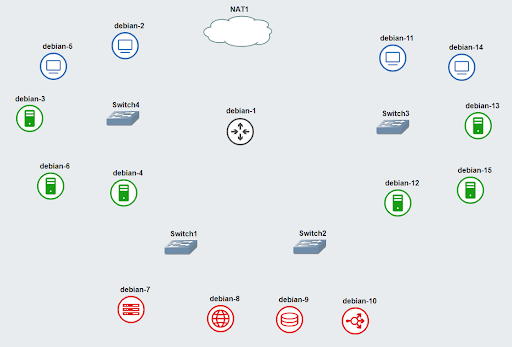 NAT1
debian-2
debian-11
debian-5
debian-14
debian-3
Switch4
debian-1
Switch3
debian-13
debian-6
debian-4
debian-12
debian-15
Switch1
Switch2
debian-7
debian-8
debian-9
debian-10